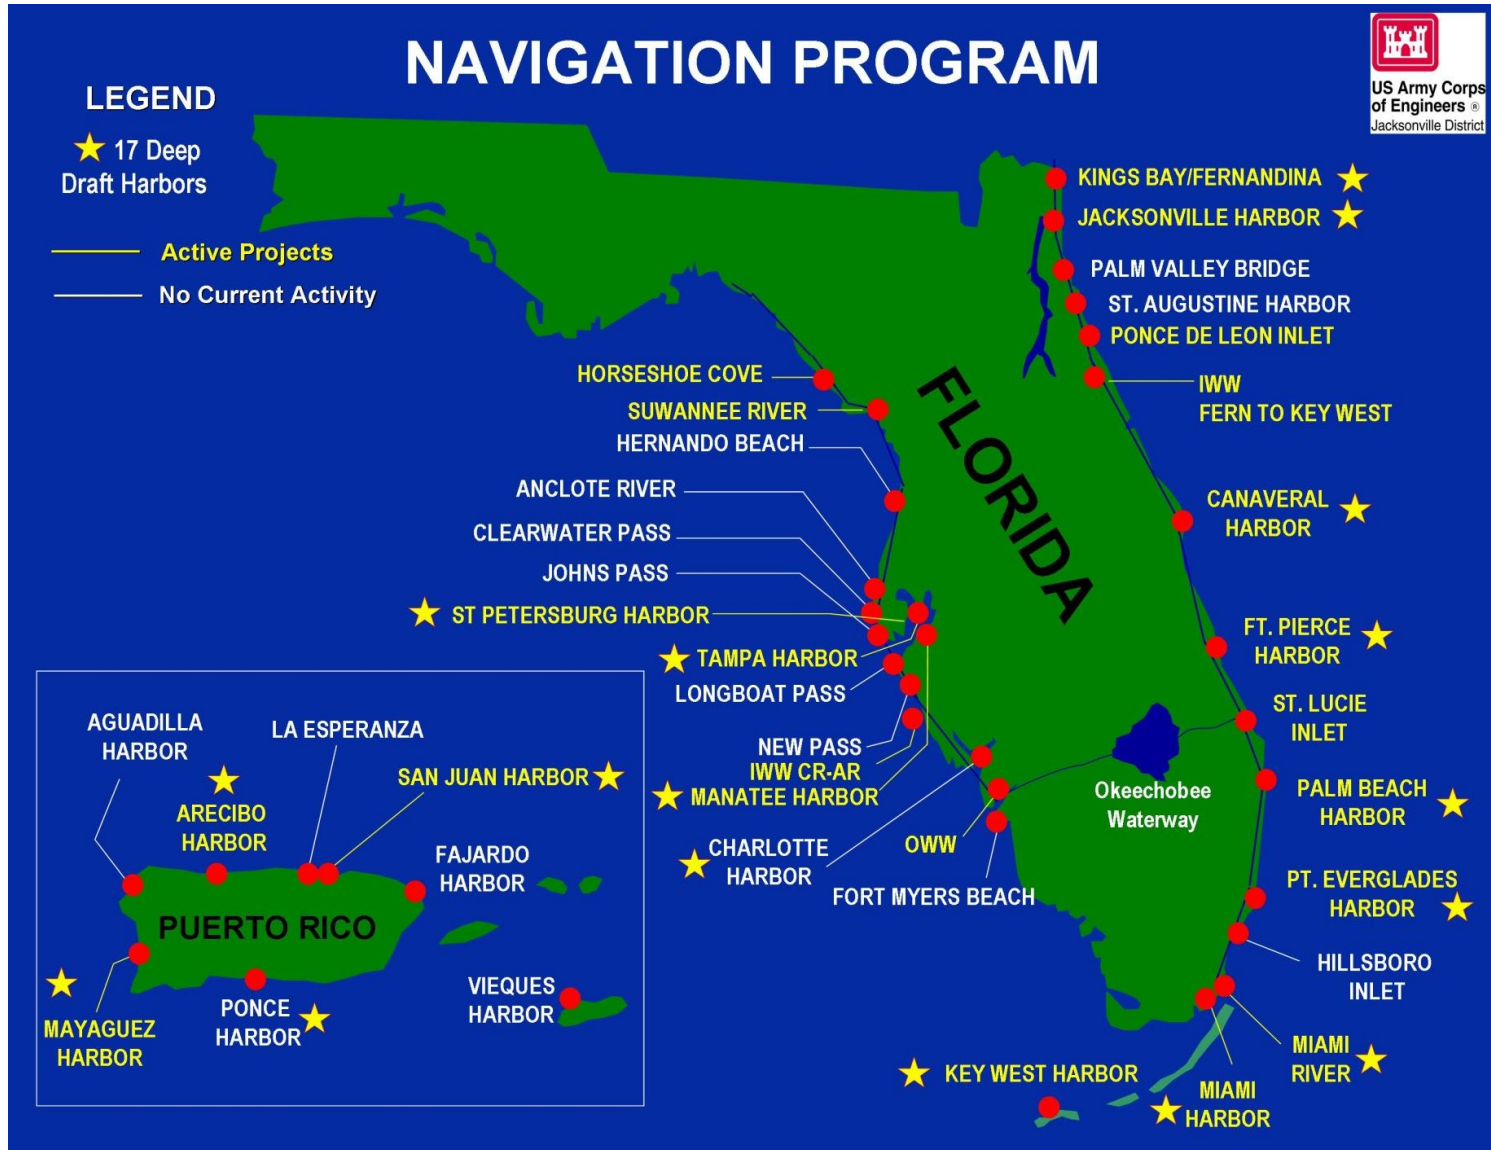 NAVIGATION PROGRAM
US Army Corps
of Engineers ®
Jacksonville District
LEGEND
17 Deep
Draft Harbors
Active Projects
No Current Activity
KINGS BAY/FERNANDINA
JACKSONVILLE HARBOR
PALM VALLEY BRIDGE
ST. AUGUSTINE HARBOR
PONCE DE LEON INLET
IWW
FERN TO KEY WEST
CANAVERAL
HARBOR
FT. PIERCE
HARBOR
ST. LUCIE
INLET
PALM BEACH
HARBOR
PT. EVERGLADES
HARBOR
HILLSBORO
INLET
MIAMI
RIVER
MIAMI
HARBOR
KEY WEST HARBOR
FLORIDA
Okeechobee
Waterway
HORSESHOE COVE
SUWANNEE RIVER
HERNANDO BEACH
ANCLOTE RIVER
CLEARWATER PASS
JOHNS PASS
ST PETERSBURG HARBOR
TAMPA HARBOR
LONGBOAT PASS
NEW PASS
IWW CR-AR
MANATEE HARBOR
CHARLOTTE
HARBOR
OWW
FORT MYERS BEACH
AGUADILLA
HARBOR
LA ESPERANZA
SAN JUAN HARBOR
ARECIBO
HARBOR
FAJARDO
HARBOR
PUERTO RICO
VIEQUES
HARBOR
PONCE
HARBOR
MAYAGUEZ
HARBOR